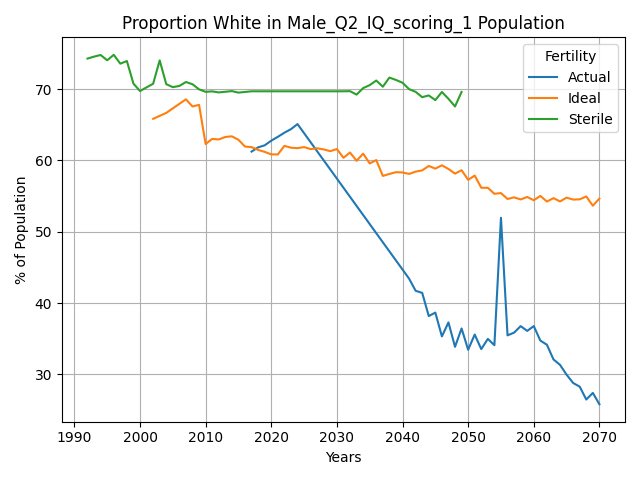 Proportion White in Male_Q2_IQ_scoring_1 Population
Fertility
Actual
Ideal
Sterile
% of Population
70
60
50
40
30
1990 2000 2010 2020 2030 2040 2050 2060 2070
Years